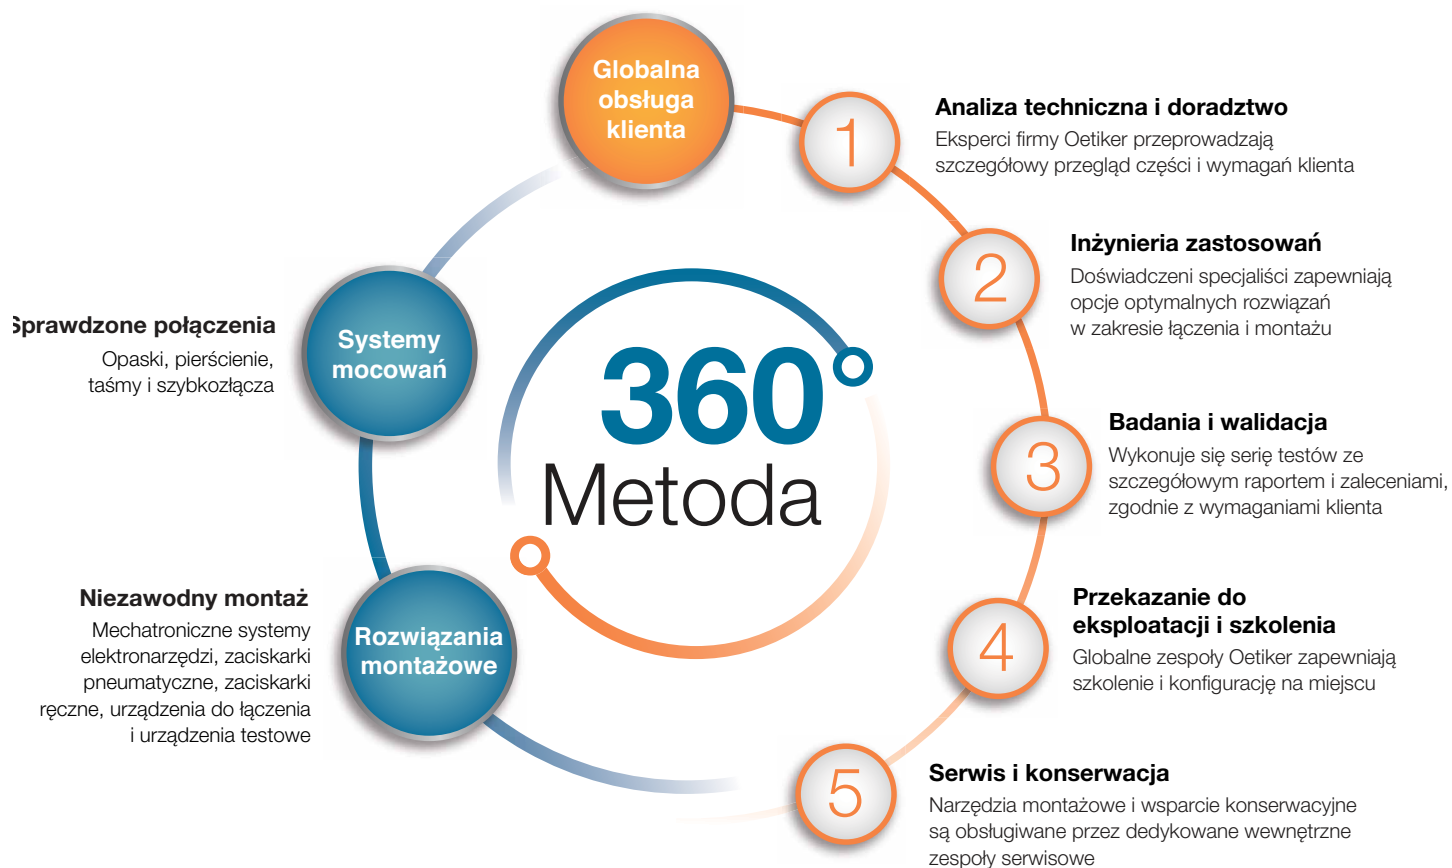 Globalna
obsługa
klienta
1
Analiza techniczna i doradztwo
Eksperci firmy Oetiker przeprowadzają
szczegółowy przegląd części i wymagań klienta
2
Inżynieria zastosowań
Doświadczeni specjaliści zapewniają
opcje optymalnych rozwiązań
w zakresie łączenia i montażu
3
Badania i walidacja
Wykonuje się serię testów ze
szczegółowym raportem i zaleceniami,
zgodnie z wymaganiami klienta
4
Przekazanie do
eksploatacji i szkolenia
Globalne zespoły Oetiker zapewniają
szkolenie i konfigurację na miejscu
5
Serwis i konserwacja
Narzędzia montażowe i wsparcie konserwacyjne
są obsługiwane przez dedykowane wewnętrzne
zespoły serwisowe
360°
Metoda
Systemy
mocowań
Sprawdzone połączenia
Opaski, pierścienie,
taśmy i szybkozłącza
Rozwiązania
montażowe
Niezawodny montaż
Mechatroniczne systemy
elektronarzędzi, zaciskarki
pneumatyczne, zaciskarki
ręczne, urządzenia do łączenia
i urządzenia testowe